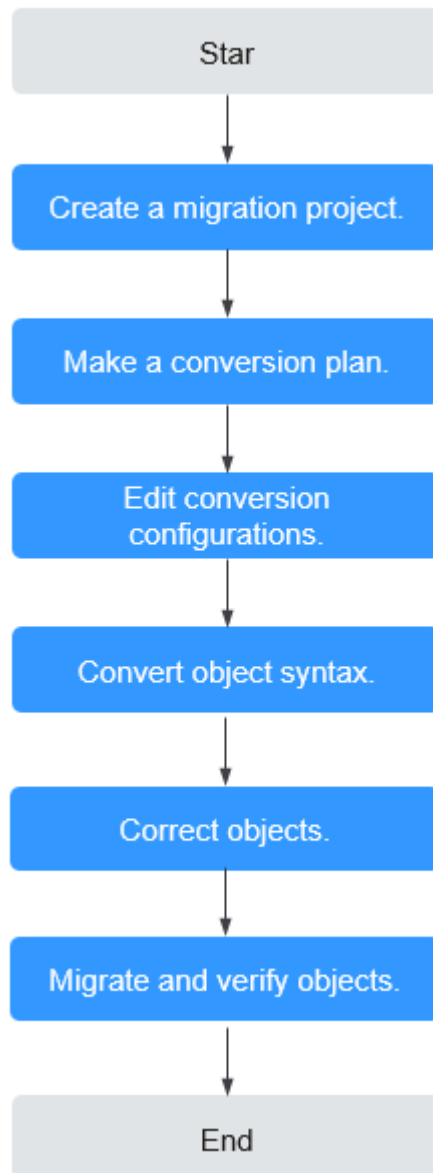 Star
Create a migration project.
Make a conversion plan.
Edit conversion
configurations.
Convert object syntax.
Correct objects.
Migrate and verify objects.
End